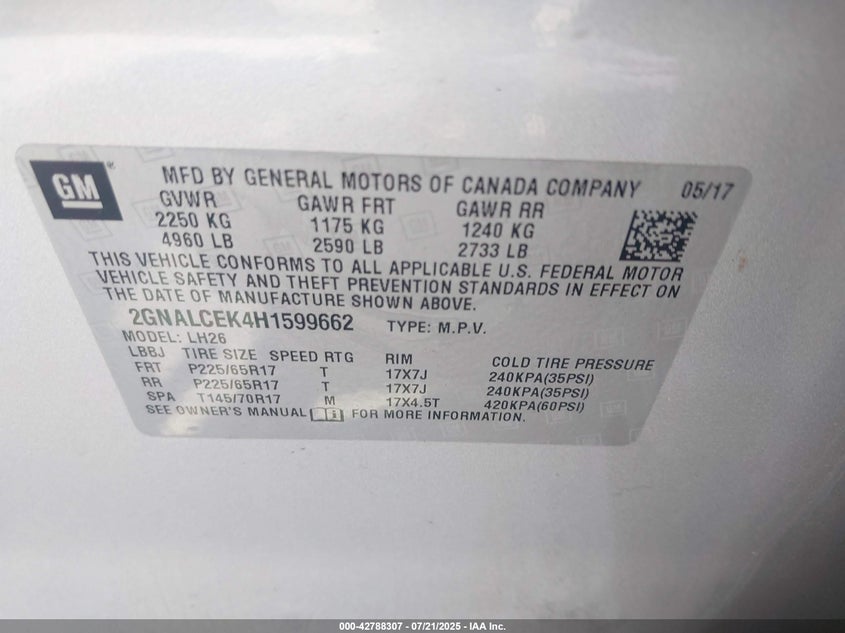 GM ®
MFD BY GENERAL MOTORS OF CANADA COMPANY 05/17
GVWR GAWR FRT GAWR RR
2250 KG 1175 KG 1240 KG
4960 LB 2590 LB 2733 LB
THIS VEHICLE CONFORMS TO ALL APPLICABLE U.S. FEDERAL MOTOR
VEHICLE SAFETY AND THEFT PREVENTION STANDARDS IN EFFECT ON
THE DATE OF MANUFACTURE SHOWN ABOVE.
2GNALCEK4H1599662 TYPE: M.P.V.
MODEL: LH26
LBBJ TIRE SIZE SPEED RTG RIM COLD TIRE PRESSURE
FRT P225/65R17 T 17X7J 240KPA(35PSI)
RR P225/65R17 T 17X7J 240KPA(35PSI)
SPA T145/70R17 M 17X4.5T 420KPA(60PSI)
SEE OWNER'S MANUAL FOR MORE INFORMATION.
000-42788307 / 07/21/2025 - IAA Inc.